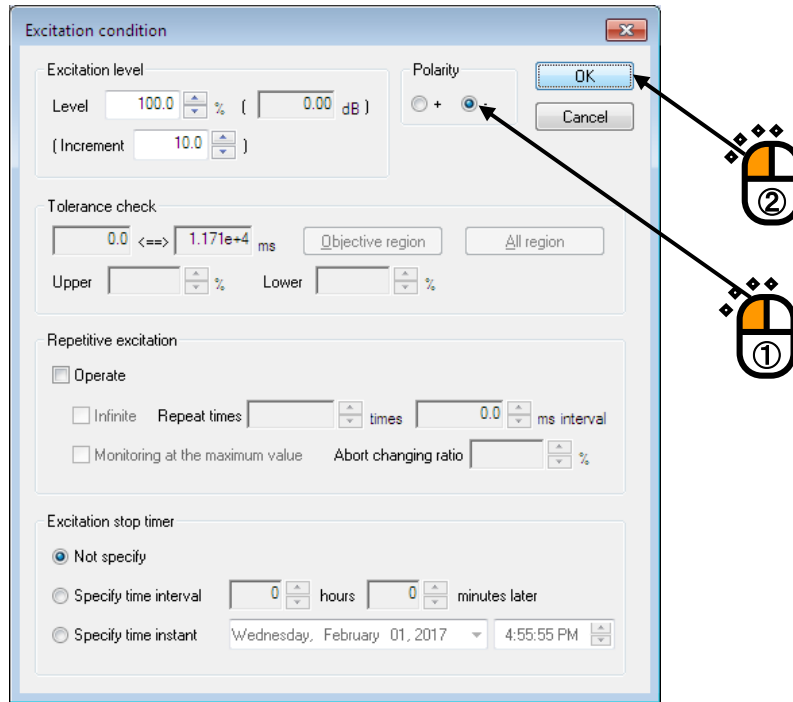 Excitation condition
Excitation level
Level 100.0 % ( 0.00 dB )
( Increment 10.0 )
Polarity
+ -
OK
Cancel
②
Tolerance check
0.0 <==> 1.171e+4 ms Objective region All region
Upper % Lower %
①
Repetitive excitation
Operate
Infinite Repeat times times 0.0 ms interval
Monitoring at the maximum value Abort changing ratio %
Excitation stop timer
Not specify
Specify time interval 0 hours 0 minutes later
Specify time instant Wednesday, February 01, 2017 4:55:55 PM